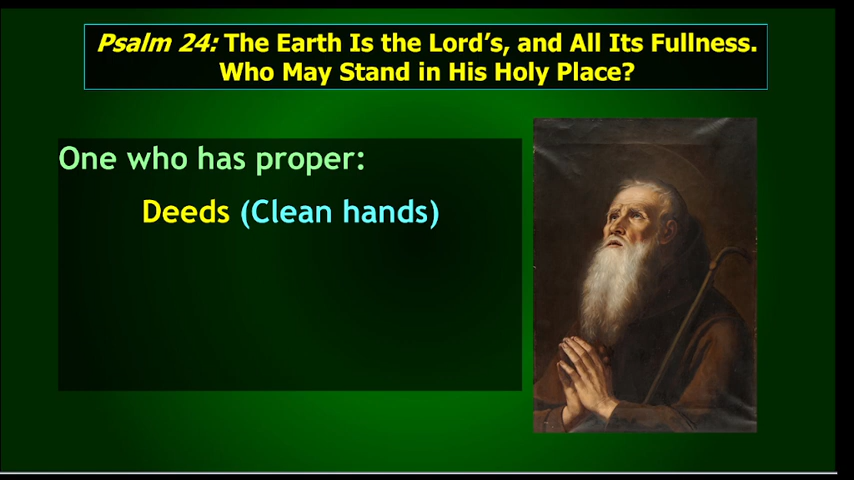 Psalm 24: The Earth Is the Lord's, and All Its Fullness.
Who May Stand in His Holy Place?
One who has proper:
Deeds (Clean hands)